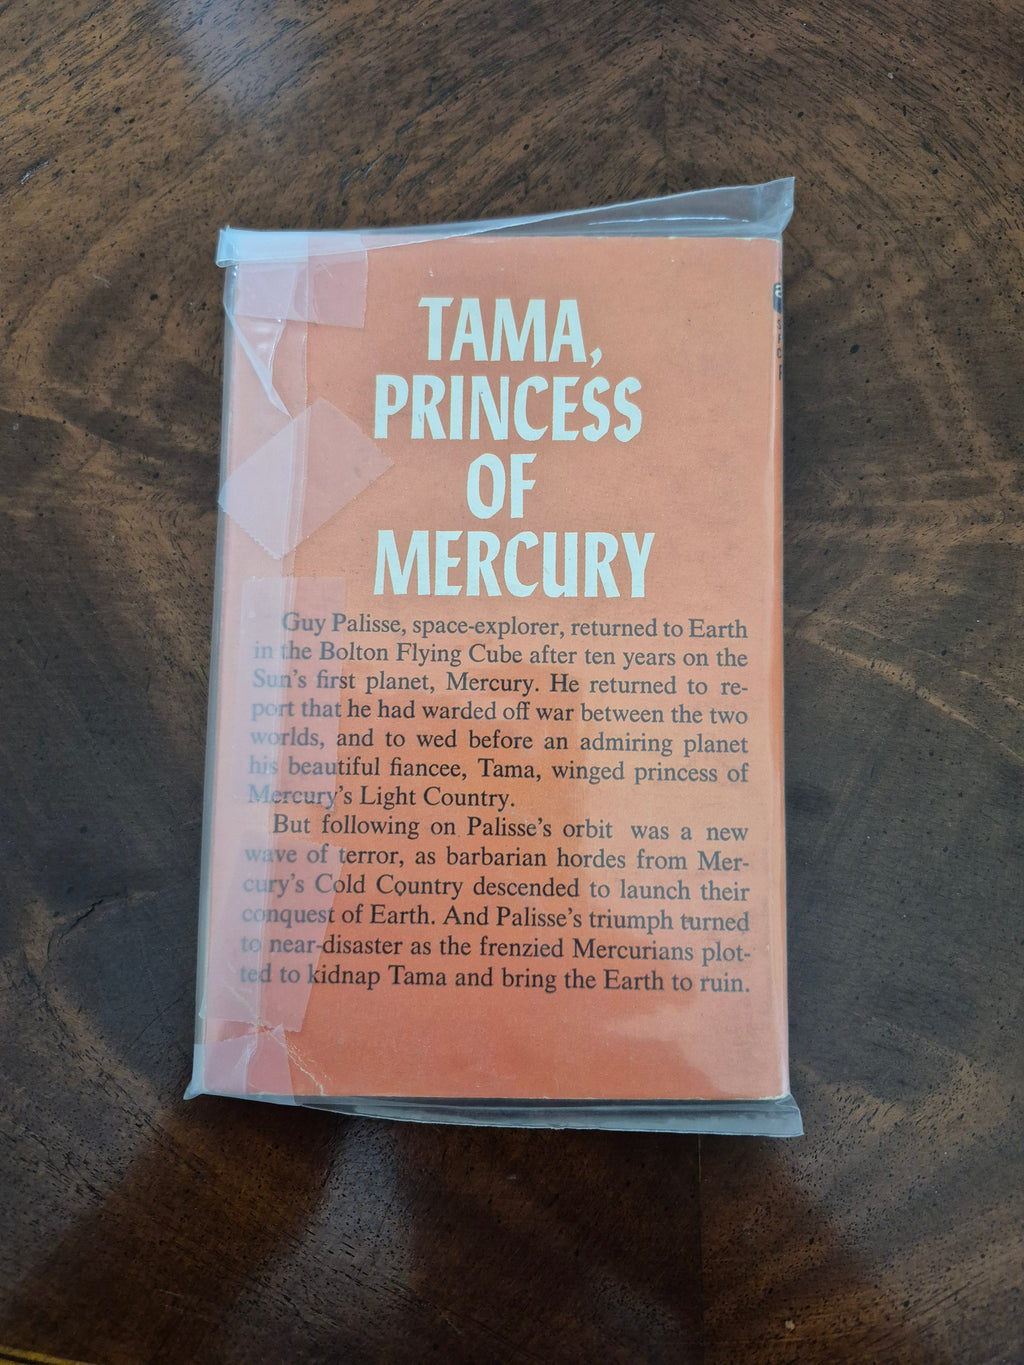 TAMA,
PRINCESS
OF
MERCURY
Guy Palisse, space-explorer, returned to Earth
in the Bolton Flying Cube after ten years on the
Sun's first planet, Mercury. He returned to re-
port that he had warded off war between the two
worlds, and to wed before an admiring planet
his beautiful fiancee, Tama, winged princess of
Mercury's Light Country.
But following on Palisse's orbit was a new
wave of terror, as barbarian hordes from Mer-
cury's Cold Country descended to launch their
conquest of Earth. And Palisse's triumph turned
to near-disaster as the frenzied Mercurians plot-
ted to kidnap Tama and bring the Earth to ruin.